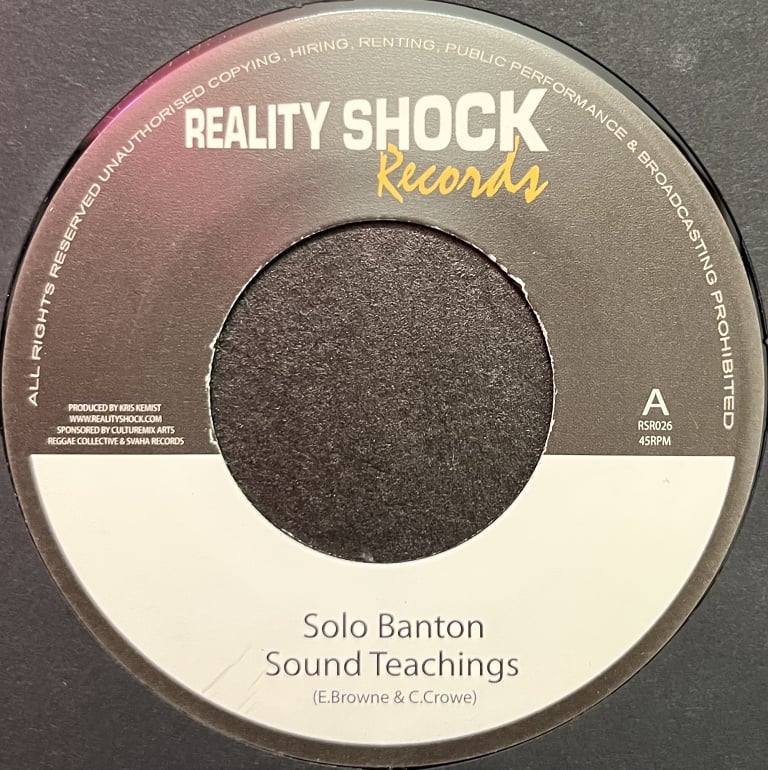 ALL RIGHTS RESERVED UNAUTHORISED COPYING, HIRING, RENTING, PUBLIC PERFORMANCE & BROADCASTING PROHIBITED
REALITY SHOCK
Records
PRODUCED BY KRIS KEMIST
WWW.REALITYSHOCK.COM
SPONSORED BY CULTUREMIX ARTS
REGGAE COLLECTIVE & SVAHA RECORDS
A
RSR026
45RPM
Solo Banton
Sound Teachings
(E.Browne & C.Crowe)